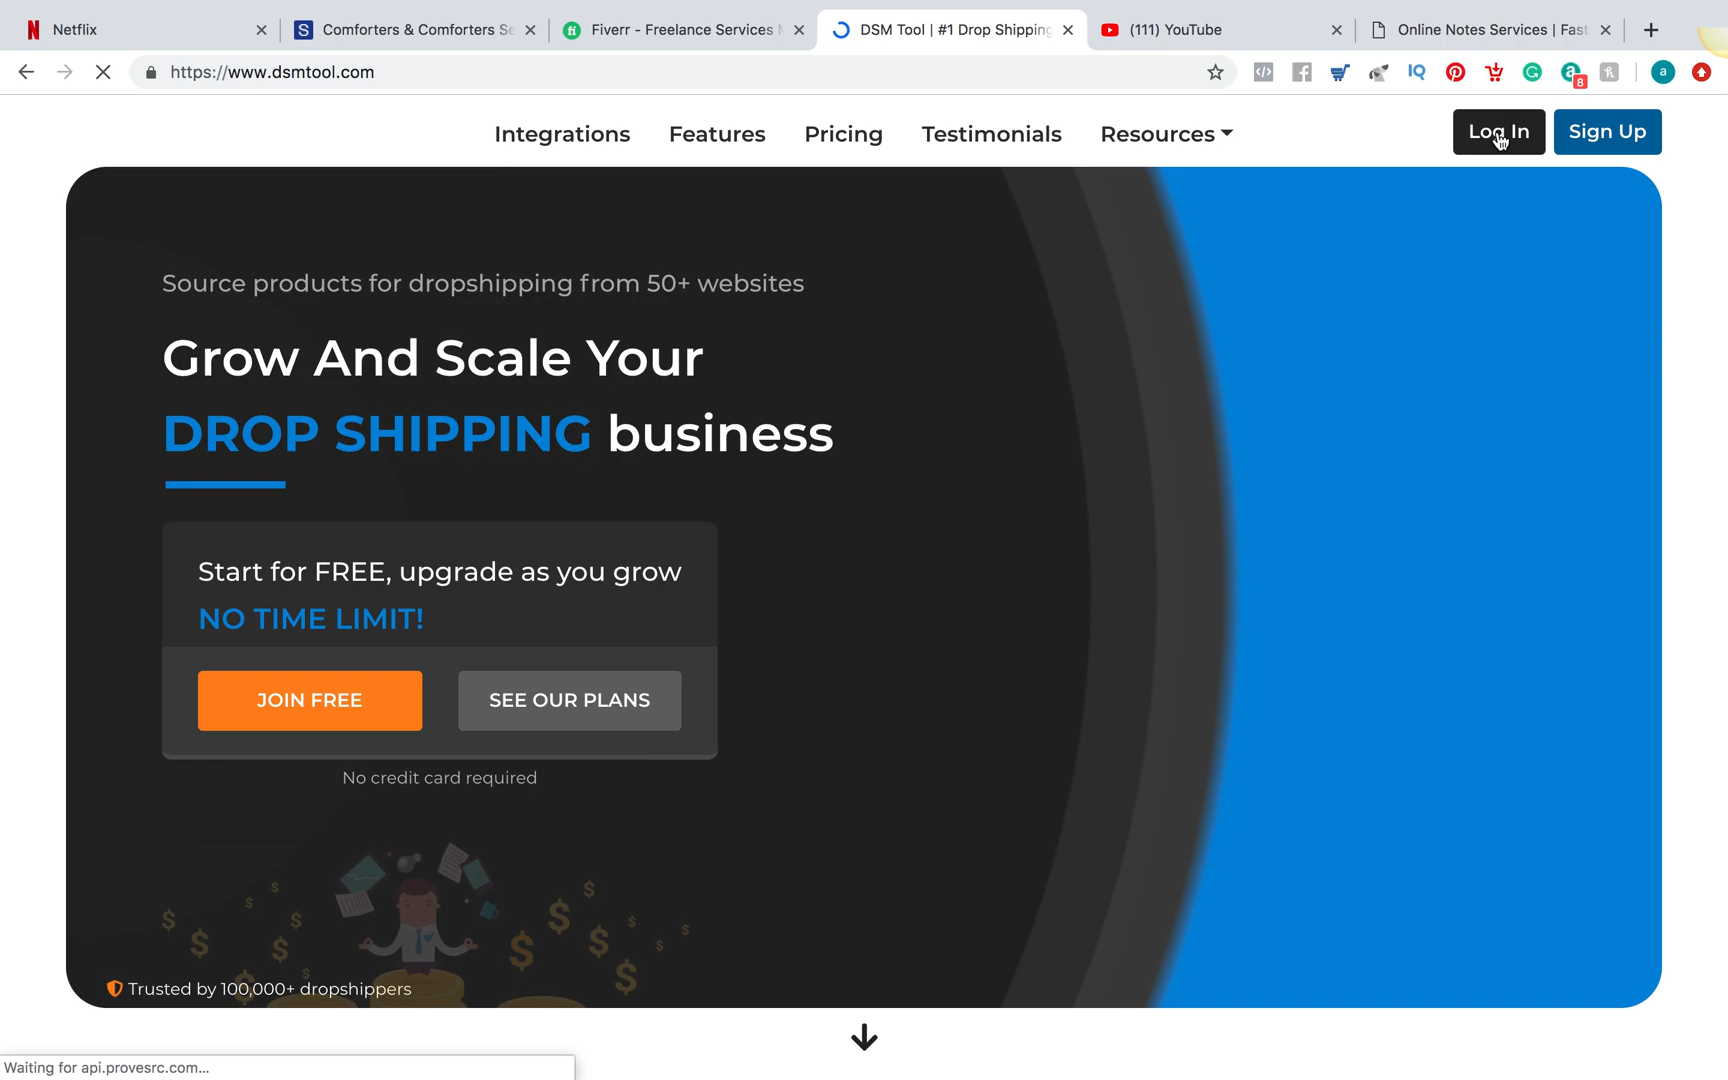 Netflix
Comforters & Comforters Se
Fiverr - Freelance Services M
DSM Tool | #1 Drop Shipping
(111) YouTube
Online Notes Services | Fast
https://www.dsmtool.com
8
a
Integrations
Features
Pricing
Testimonials
Resources
Log In
Sign Up
Source products for dropshipping from 50+ websites
Grow And Scale Your
DROP SHIPPING business
Start for FREE, upgrade as you grow
NO TIME LIMIT!
JOIN FREE
SEE OUR PLANS
No credit card required
Trusted by 100,000+ dropshippers
Waiting for api.provesrc.com...